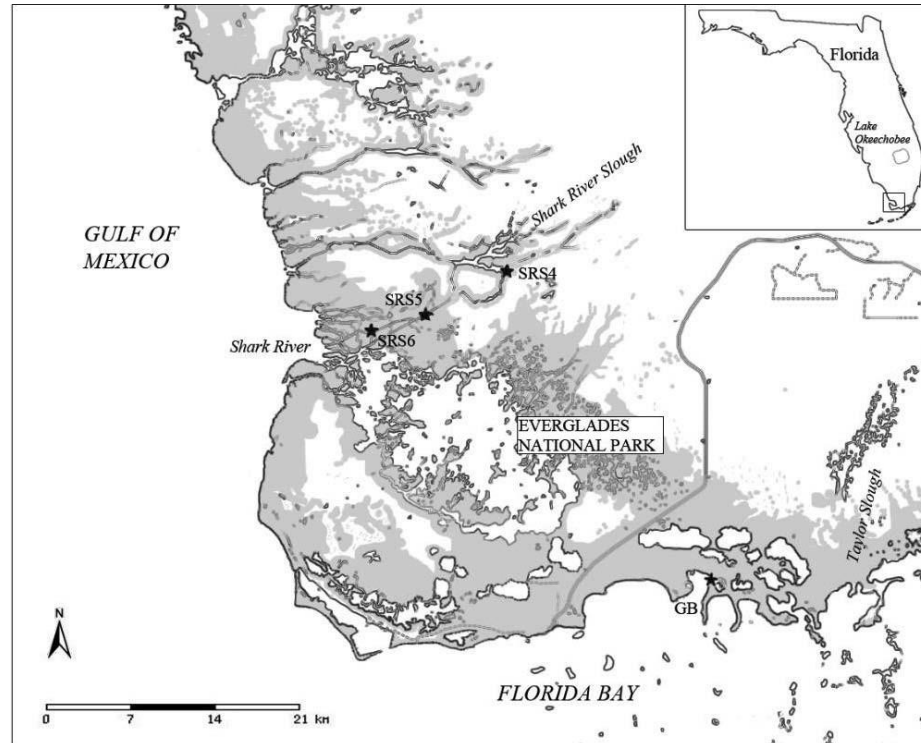 Florida
Lake
Okeechobee
Shark River Slough
GULF OF
MEXICO
SRS4
SRS5
SRS6
Shark River
EVERGLADES
NATIONAL PARK
Taylor Slough
GB
N
FLORIDA BAY
0 7 14 21 km